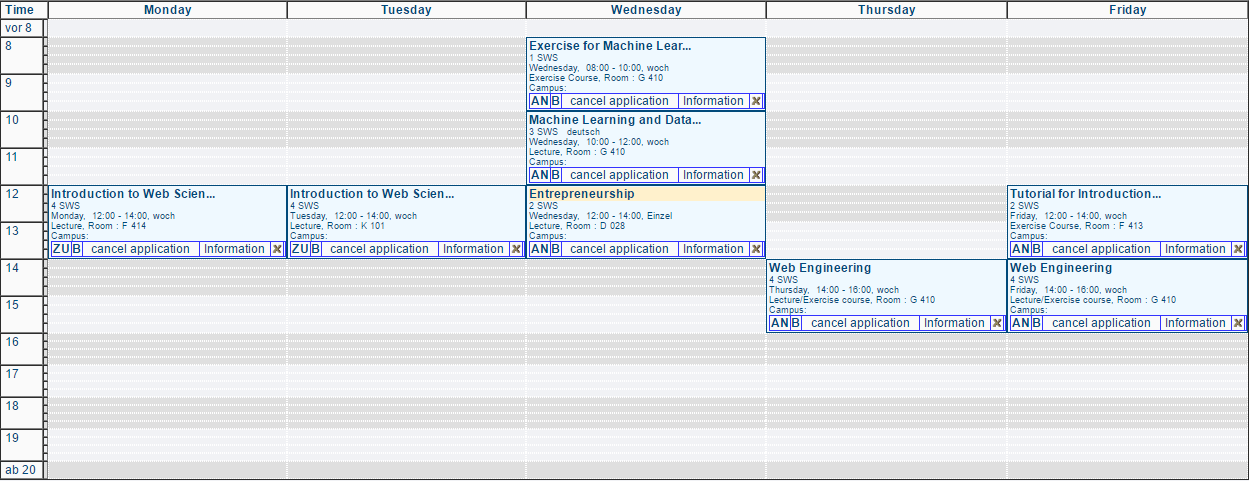 Time Monday Tuesday Wednesday Thursday Friday
vor 8
8
9
10
11
12
13
14
15
16
17
18
19
ab 20
Introduction to Web Scien...
4 SWS
Monday, 12:00 - 14:00, woch
Lecture, Room : F 414
Campus:
ZU B cancel application Information
Introduction to Web Scien...
4 SWS
Tuesday, 12:00 - 14:00, woch
Lecture, Room : K 101
Campus:
ZU B cancel application Information
Exercise for Machine Lear...
1 SWS
Wednesday, 08:00 - 10:00, woch
Exercise Course, Room : G 410
Campus:
AN B cancel application Information
Machine Learning and Data...
3 SWS deutsch
Wednesday, 10:00 - 12:00, woch
Lecture, Room : G 410
Campus:
AN B cancel application Information
Entrepreneurship
2 SWS
Wednesday, 12:00 - 14:00, Einzel
Lecture, Room : D 028
Campus:
AN B cancel application Information
Web Engineering
4 SWS
Thursday, 14:00 - 16:00, woch
Lecture/Exercise course, Room : G 410
Campus:
AN B cancel application Information
Tutorial for Introduction...
2 SWS
Friday, 12:00 - 14:00, woch
Exercise Course, Room : F 413
Campus:
AN B cancel application Information
Web Engineering
4 SWS
Friday, 14:00 - 16:00, woch
Lecture/Exercise course, Room : G 410
Campus:
AN B cancel application Information